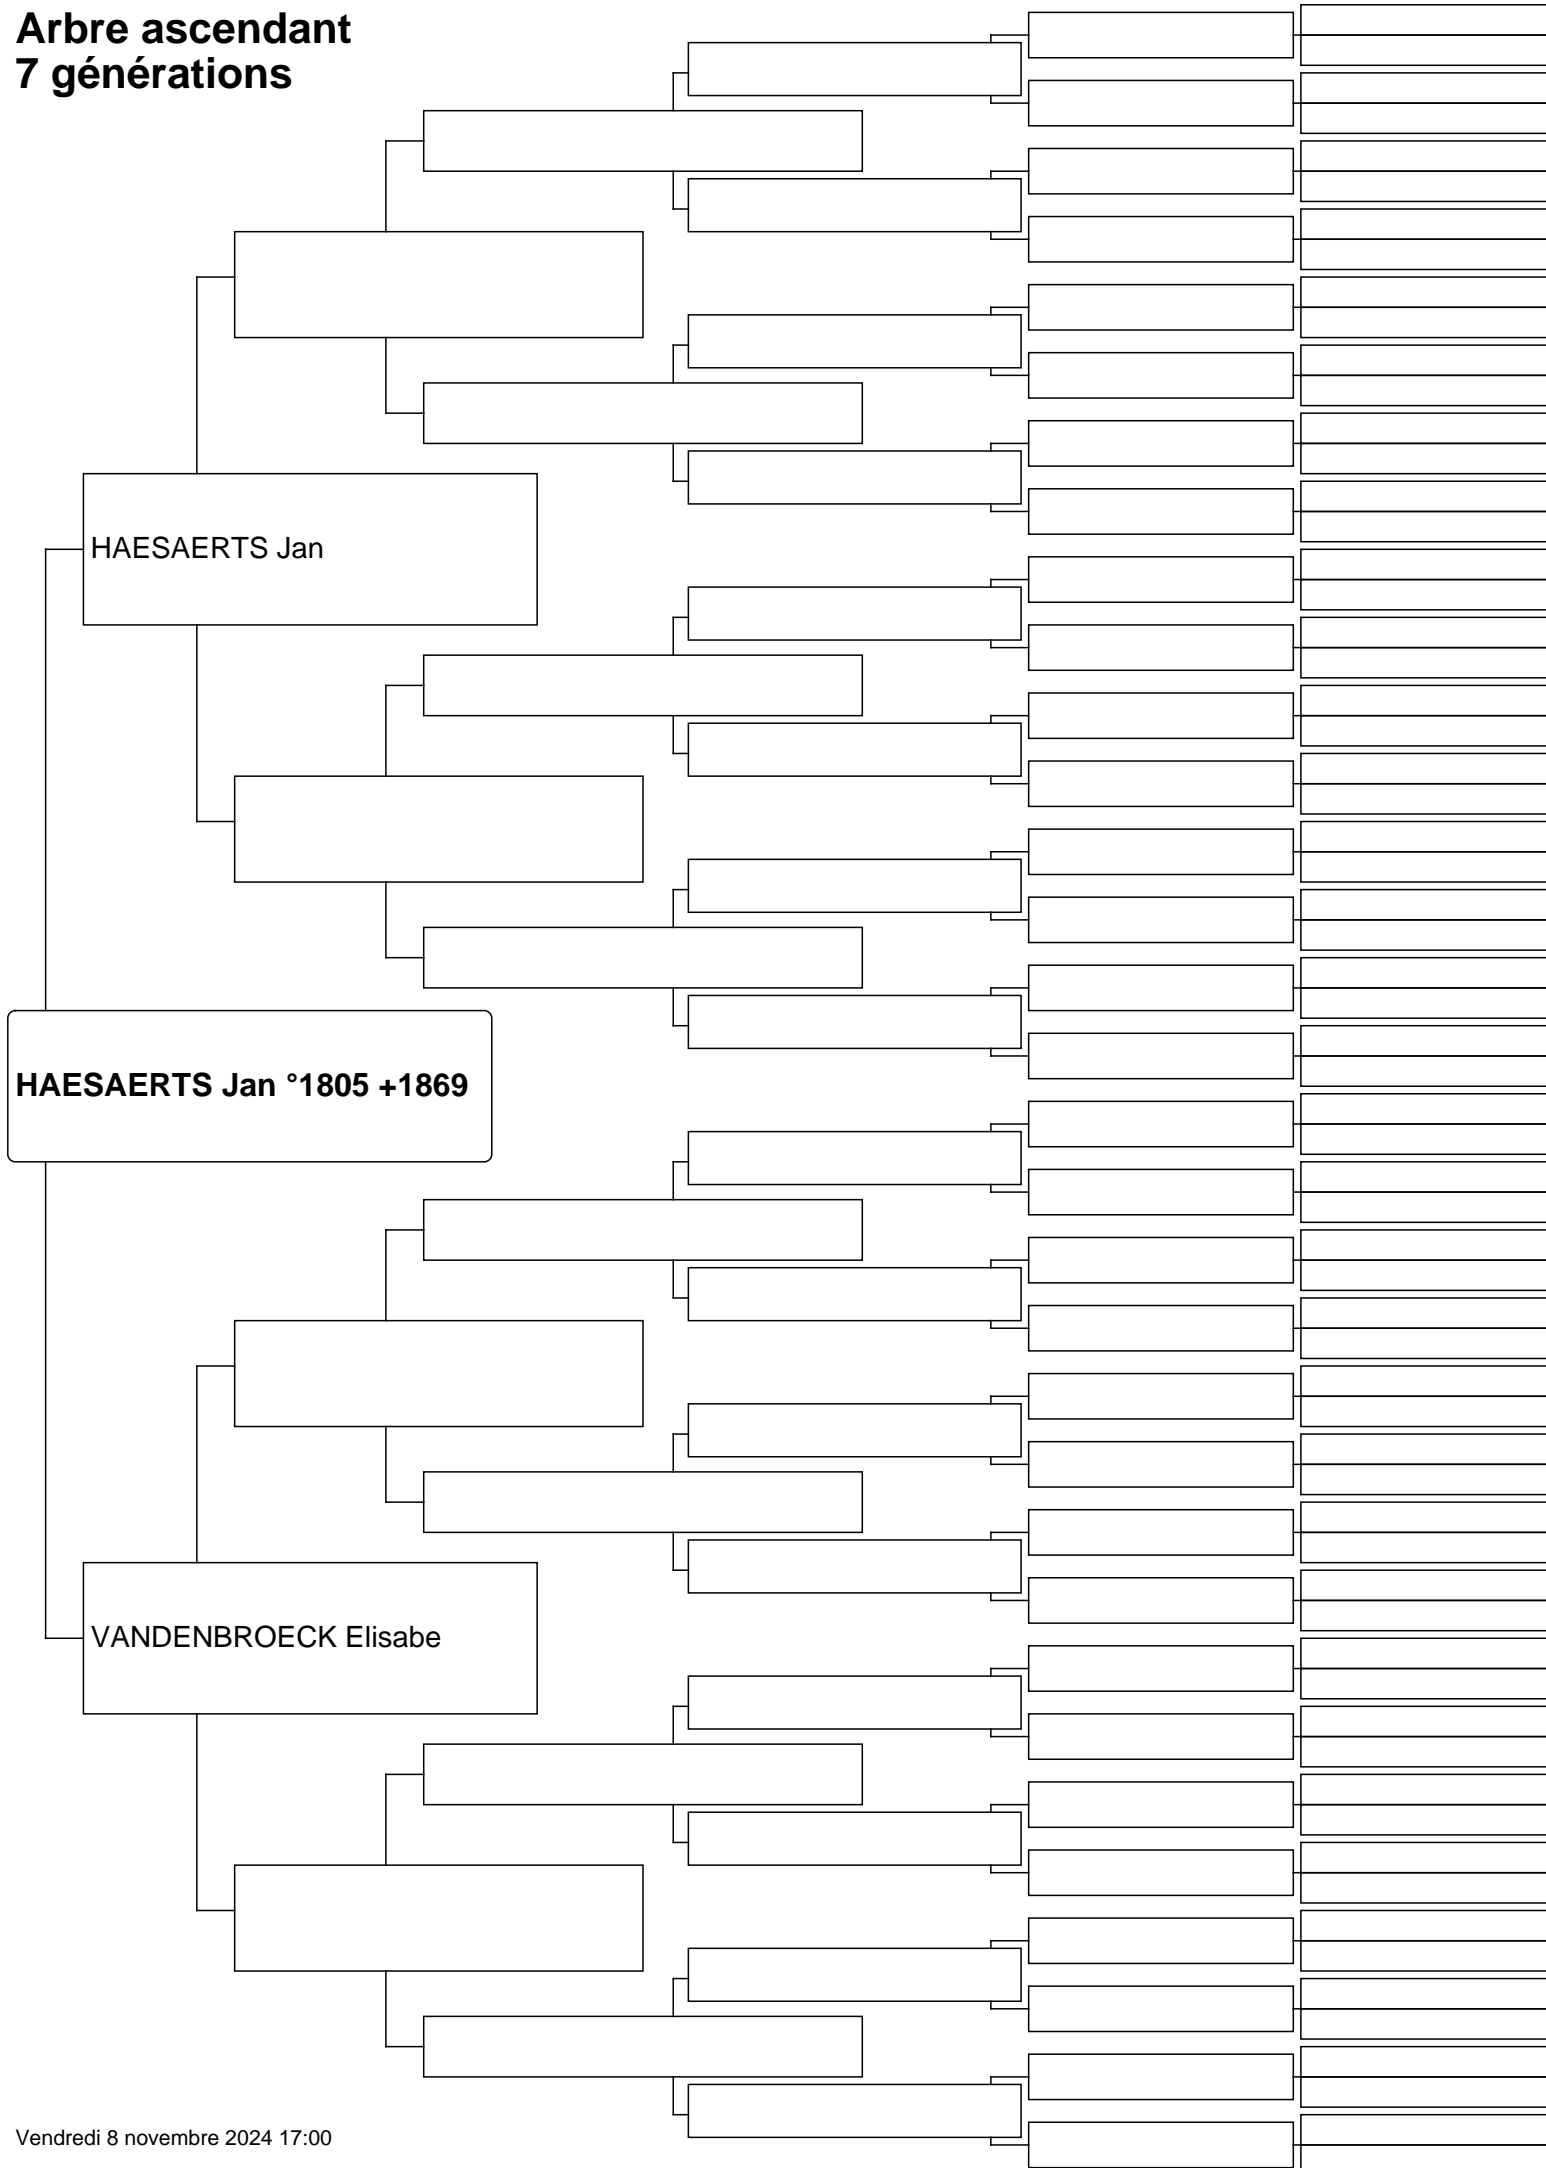 Arbre ascendant
7 générations
HAESAERTS Jan
HAESAERTS Jan °1805 +1869
VANDENBROECK Elisabe
Vendredi 8 novembre 2024 17:00